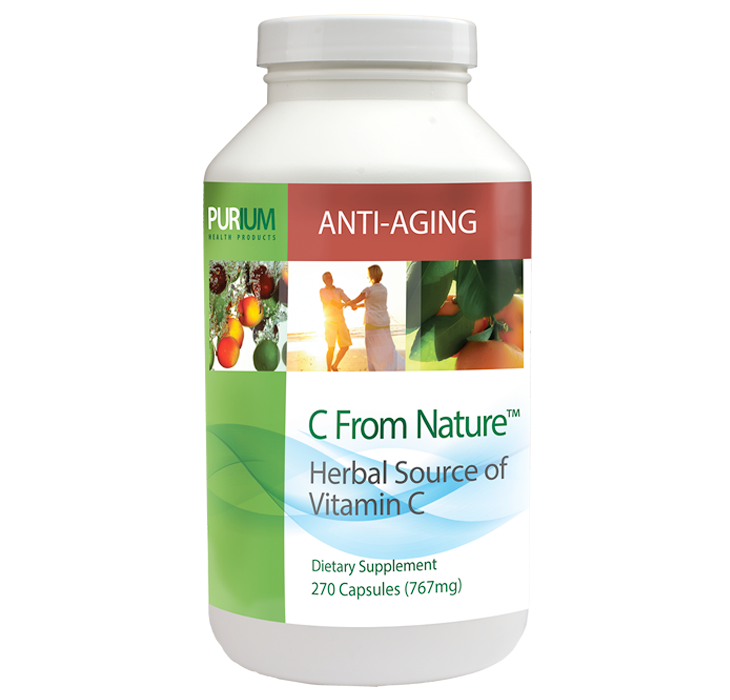 PURIUM
HEALTH PRODUCTS
ANTI-AGING
C From Nature™
Herbal Source of
Vitamin C
Dietary Supplement
270 Capsules (767mg)